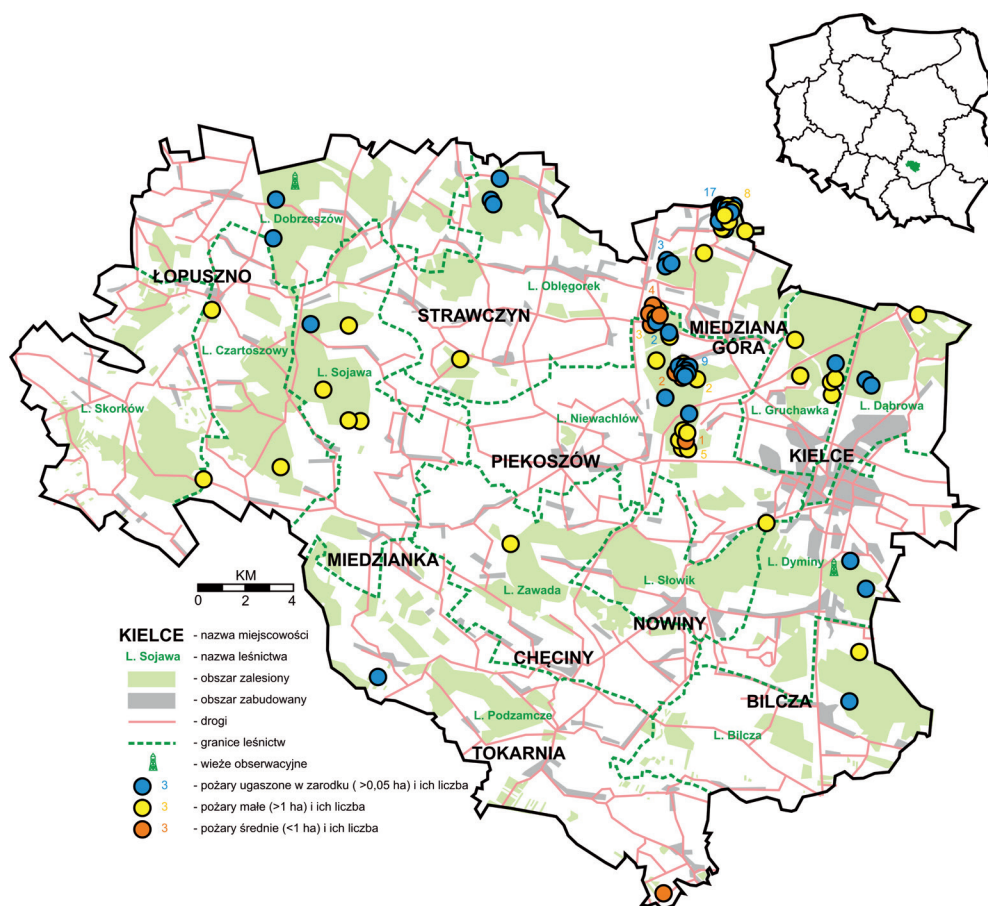 17
8
L. Dobrzeszów
3
ŁOPUSZNO
L. Oblęgorek
4
STRAWCZYN
MIEDZIANA
GÓRA
3
2
L. Czartoszowy
L. Sojawa
9
2
2
L. Skorków
L. Niewachlów
L. Gruchawka
L. Dąbrowa
1
5
PIEKOSZÓW
KIELCE
MIEDZIANKA
L. Dyminy
L. Słowik
L. Zawada
KM
0 2 4
NOWINY
KIELCE - nazwa miejscowości
L. Sojawa - nazwa leśnictwa
CHĘCINY
- obszar zalesiony
- obszar zabudowany
BILCZA
- drogi
L. Podzamcze
L. Bilcza
- granice leśnictw
TOKARNIA
- wieże obserwacyjne
3 - pożary ugaszone w zarodku ( >0,05 ha) i ich liczba
3 - pożary małe (>1 ha) i ich liczba
3 - pożary średnie (<1 ha) i ich liczba